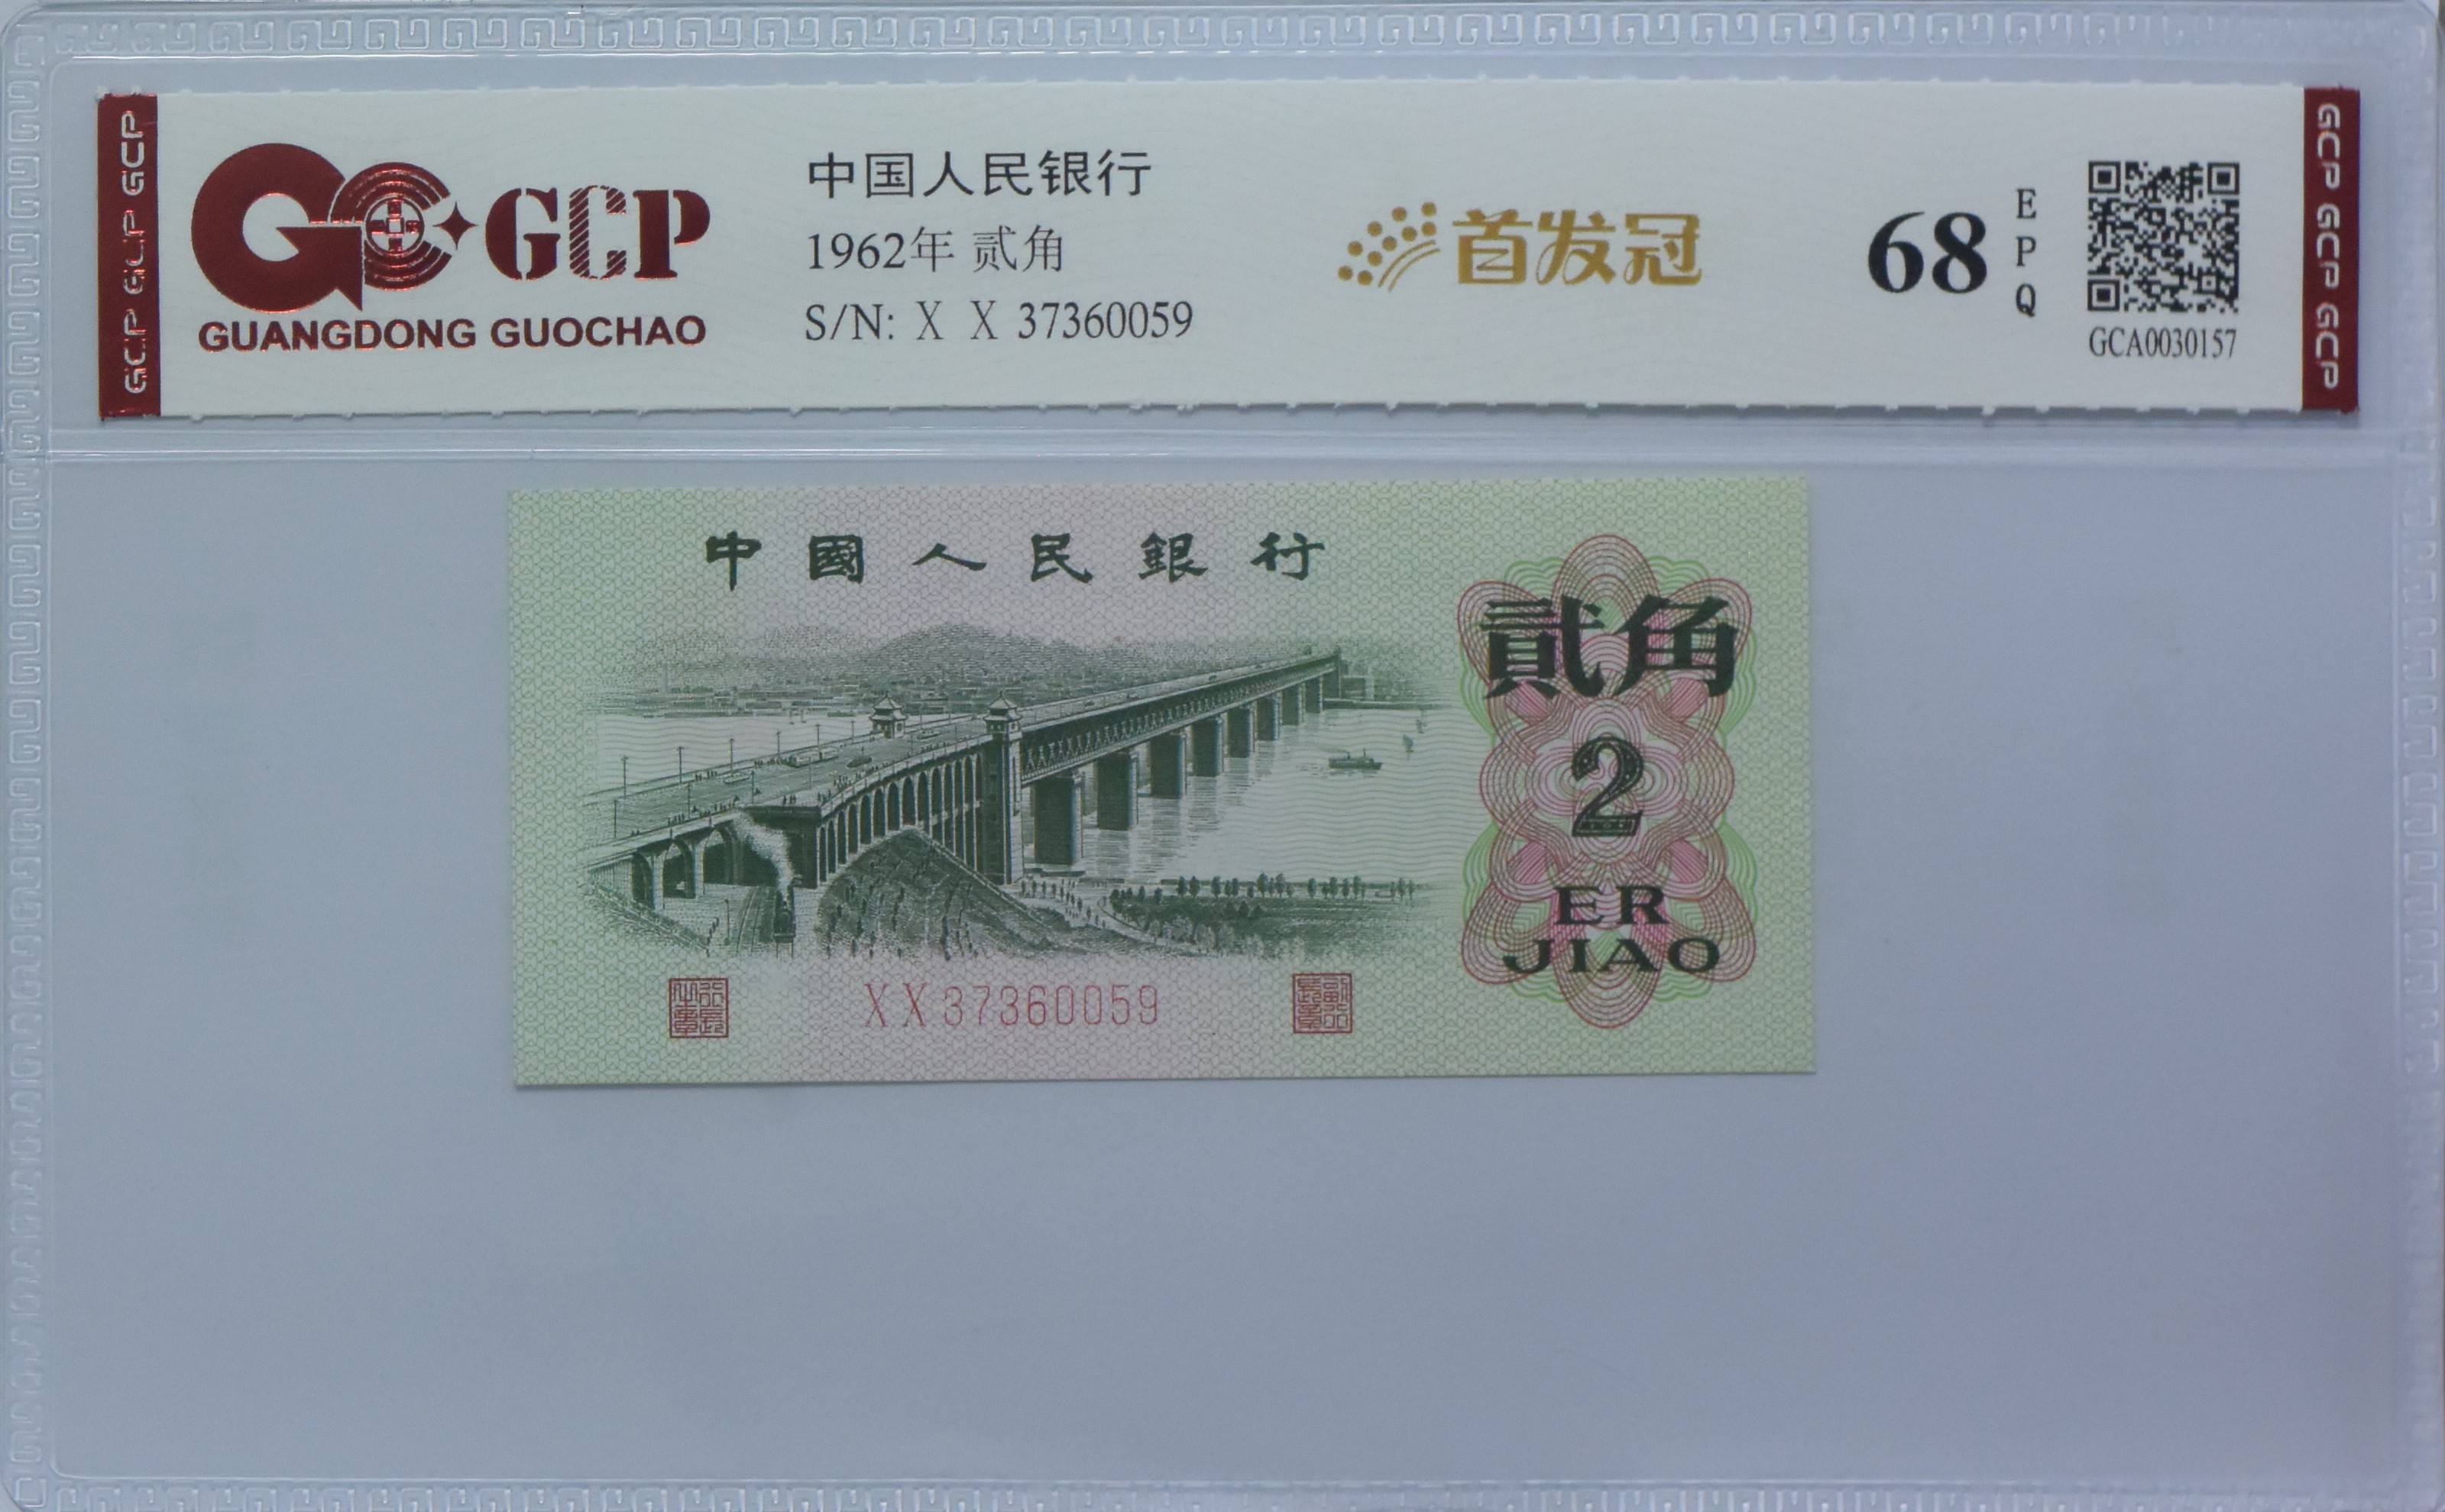 GCP GCP GCP
GCP
GUANGDONG GUOCHAO
中国人民银行
1962年 贰角
S/N: X X 37360059
首发冠
68
E
P
Q
GCA0030157
GCP GCP GCP
中國人民銀行
貳角
2
ER
JIAO
XX37360059